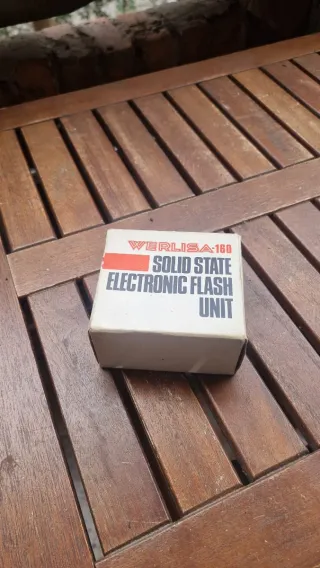 WERLISA-160
SOLID STATE
ELECTRONIC FLASH
UNIT